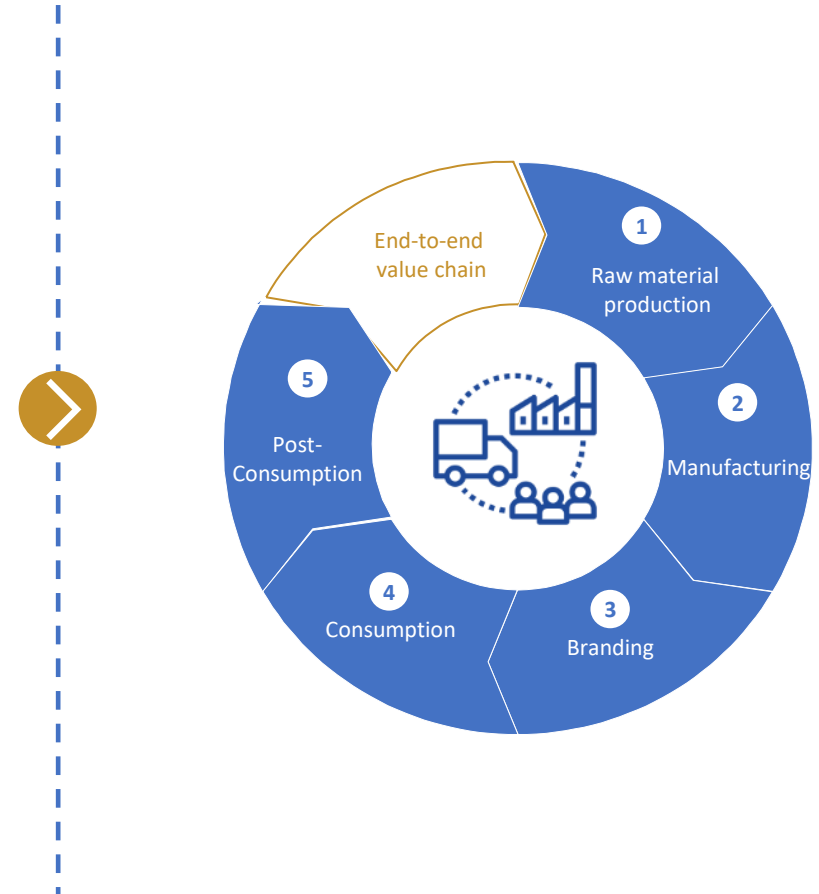 End-to-end
value chain
1
Raw material
production
2
Manufacturing
3
Branding
4
Consumption
5
Post-
Consumption